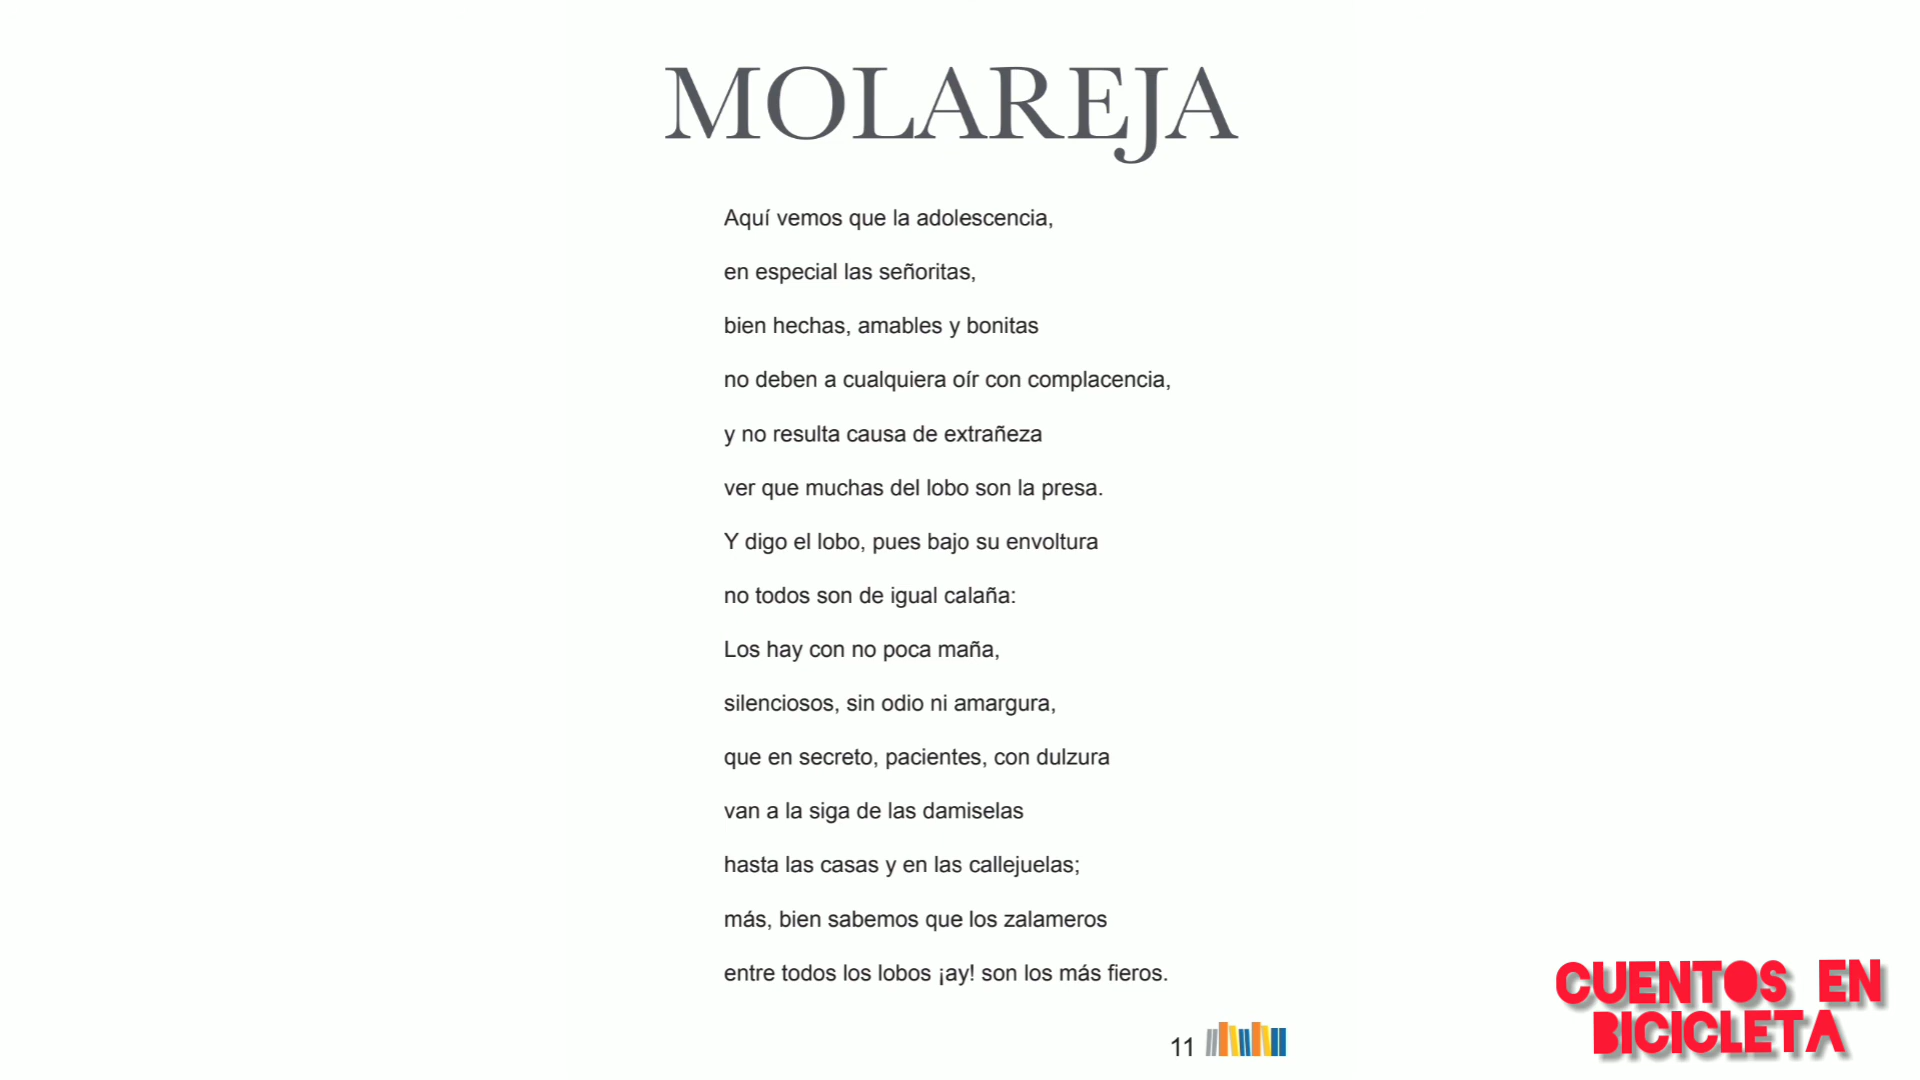 MOLAREJA
Aquí vemos que la adolescencia,
en especial las señoritas,
bien hechas, amables y bonitas
no deben a cualquiera oír con complacencia,
y no resulta causa de extrañeza
ver que muchas del lobo son la presa.
Y digo el lobo, pues bajo su envoltura
no todos son de igual calaña:
Los hay con no poca maña,
silenciosos, sin odio ni amargura,
que en secreto, pacientes, con dulzura
van a la siga de las damiselas
hasta las casas y en las callejuelas;
más, bien sabemos que los zalameros
entre todos los lobos ¡ay! son los más fieros.
11
CUENTOS EN
BICICLETA